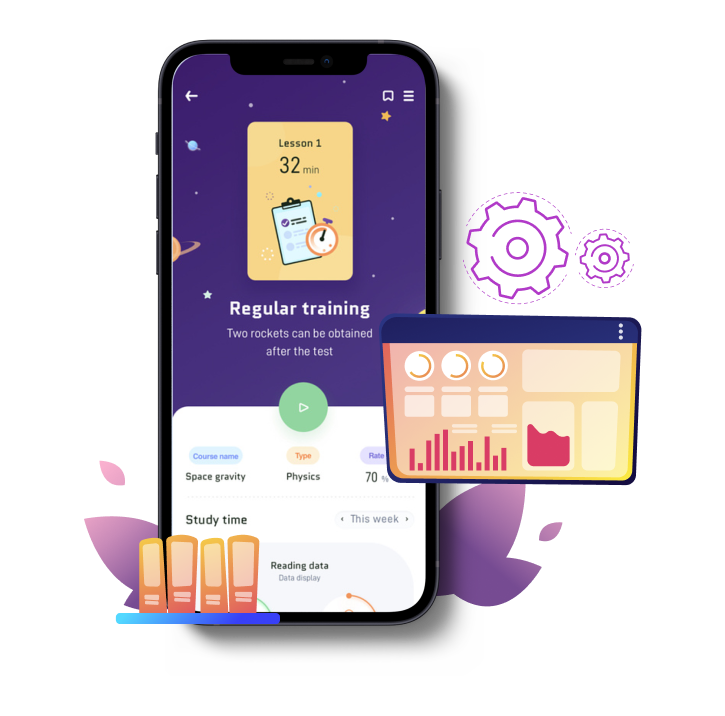 Lesson 1
32 min
Regular training
Two rockets can be obtained
after the test
Course name
Type
Rate
Space gravity
Physics
70 %
Study time
‹ This week ›
Reading data
Data display